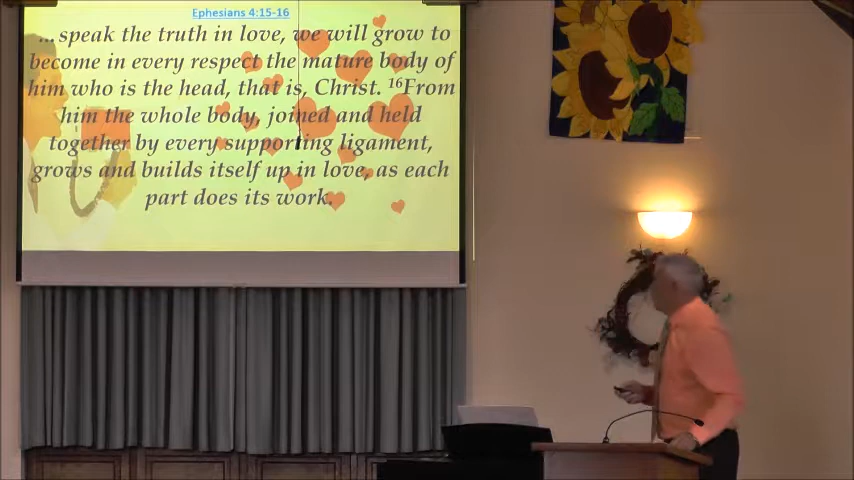 Ephesians 4:15-16
...speak the truth in love, we will grow to
become in every respect the mature body of
him who is the head, that is, Christ. ¹⁶From
him the whole body, joined and held
together by every supporting ligament,
grows and builds itself up in love, as each
part does its work.